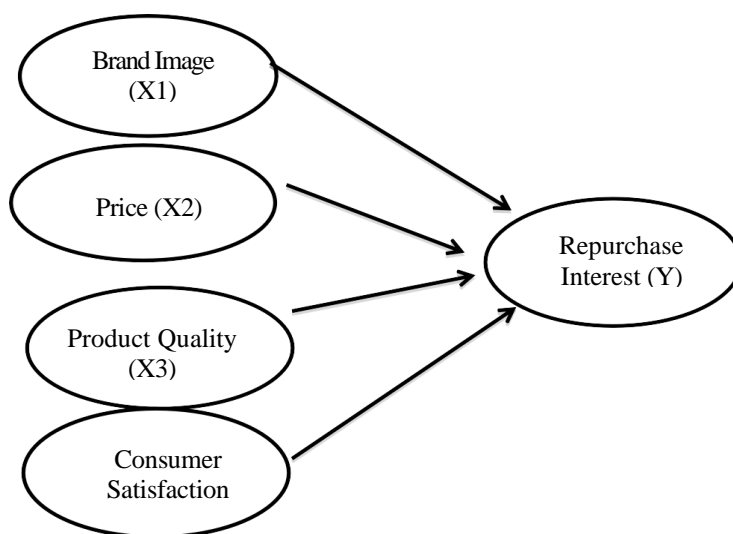 Brand Image
(X1)
Price (X2)
Product Quality
(X3)
Consumer
Satisfaction
Repurchase
Interest (Y)